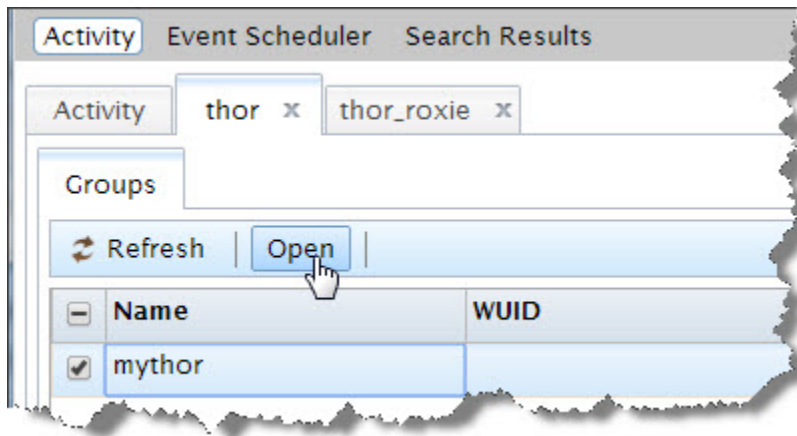 Activity Event Scheduler Search Results
Activity thor x thor_roxie x
Groups
Refresh Open
Name WUID
mythor